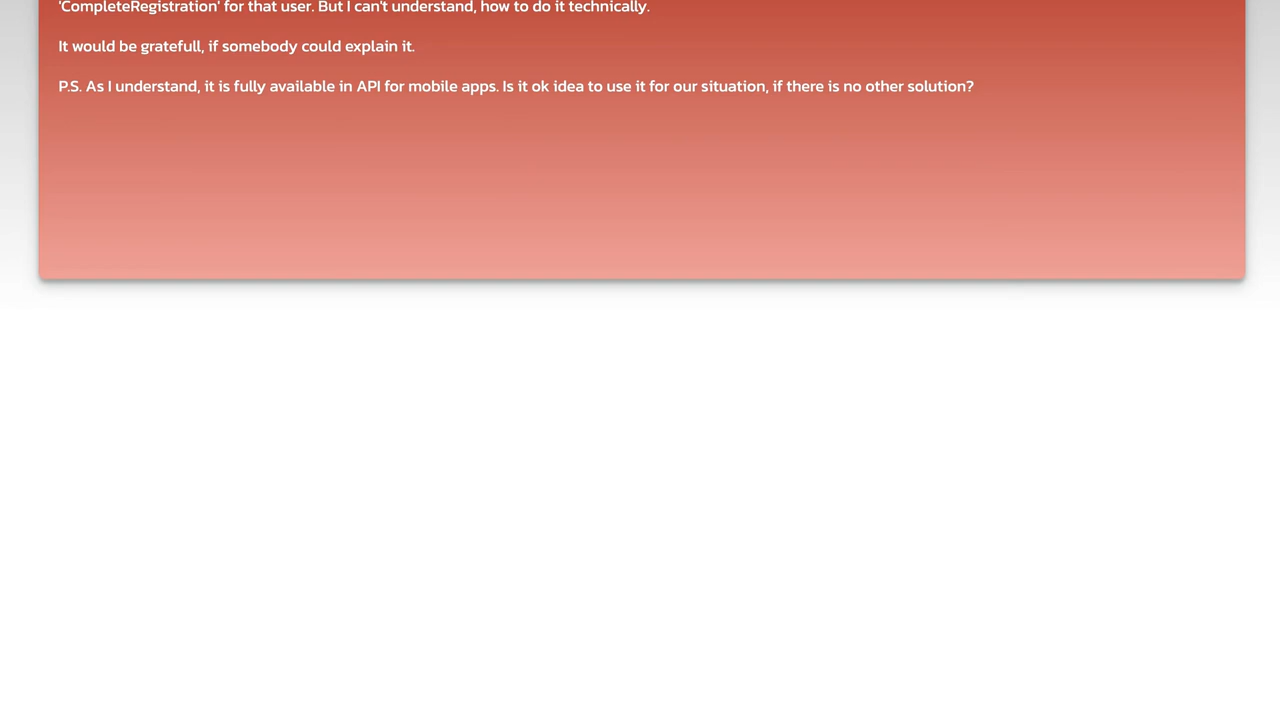 'CompleteRegistration' for that user. But I can't understand, how to do it technically.
It would be gratefull, if somebody could explain it.
P.S. As I understand, it is fully available in API for mobile apps. Is it ok idea to use it for our situation, if there is no other solution?